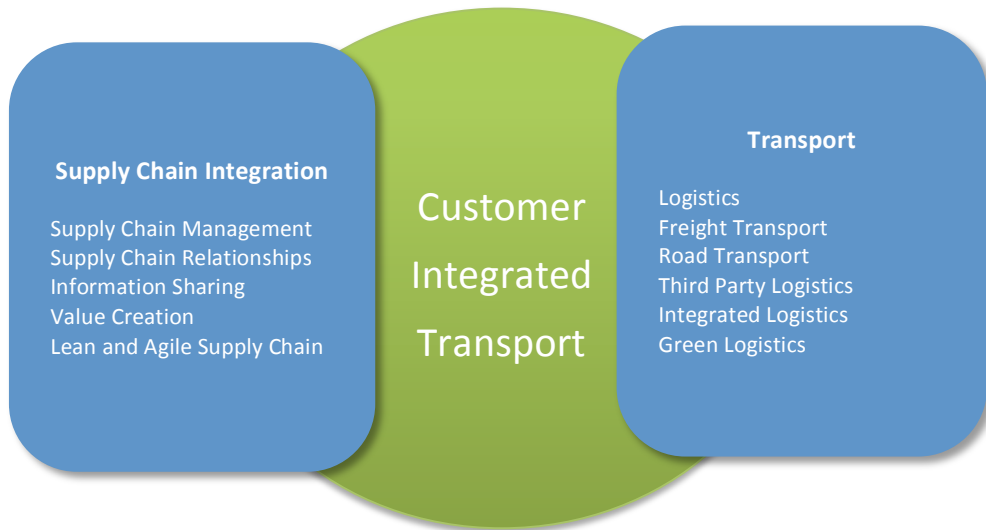 Supply Chain Integration
Supply Chain Management
Supply Chain Relationships
Information Sharing
Value Creation
Lean and Agile Supply Chain
Customer
Integrated
Transport
Transport
Logistics
Freight Transport
Road Transport
Third Party Logistics
Integrated Logistics
Green Logistics